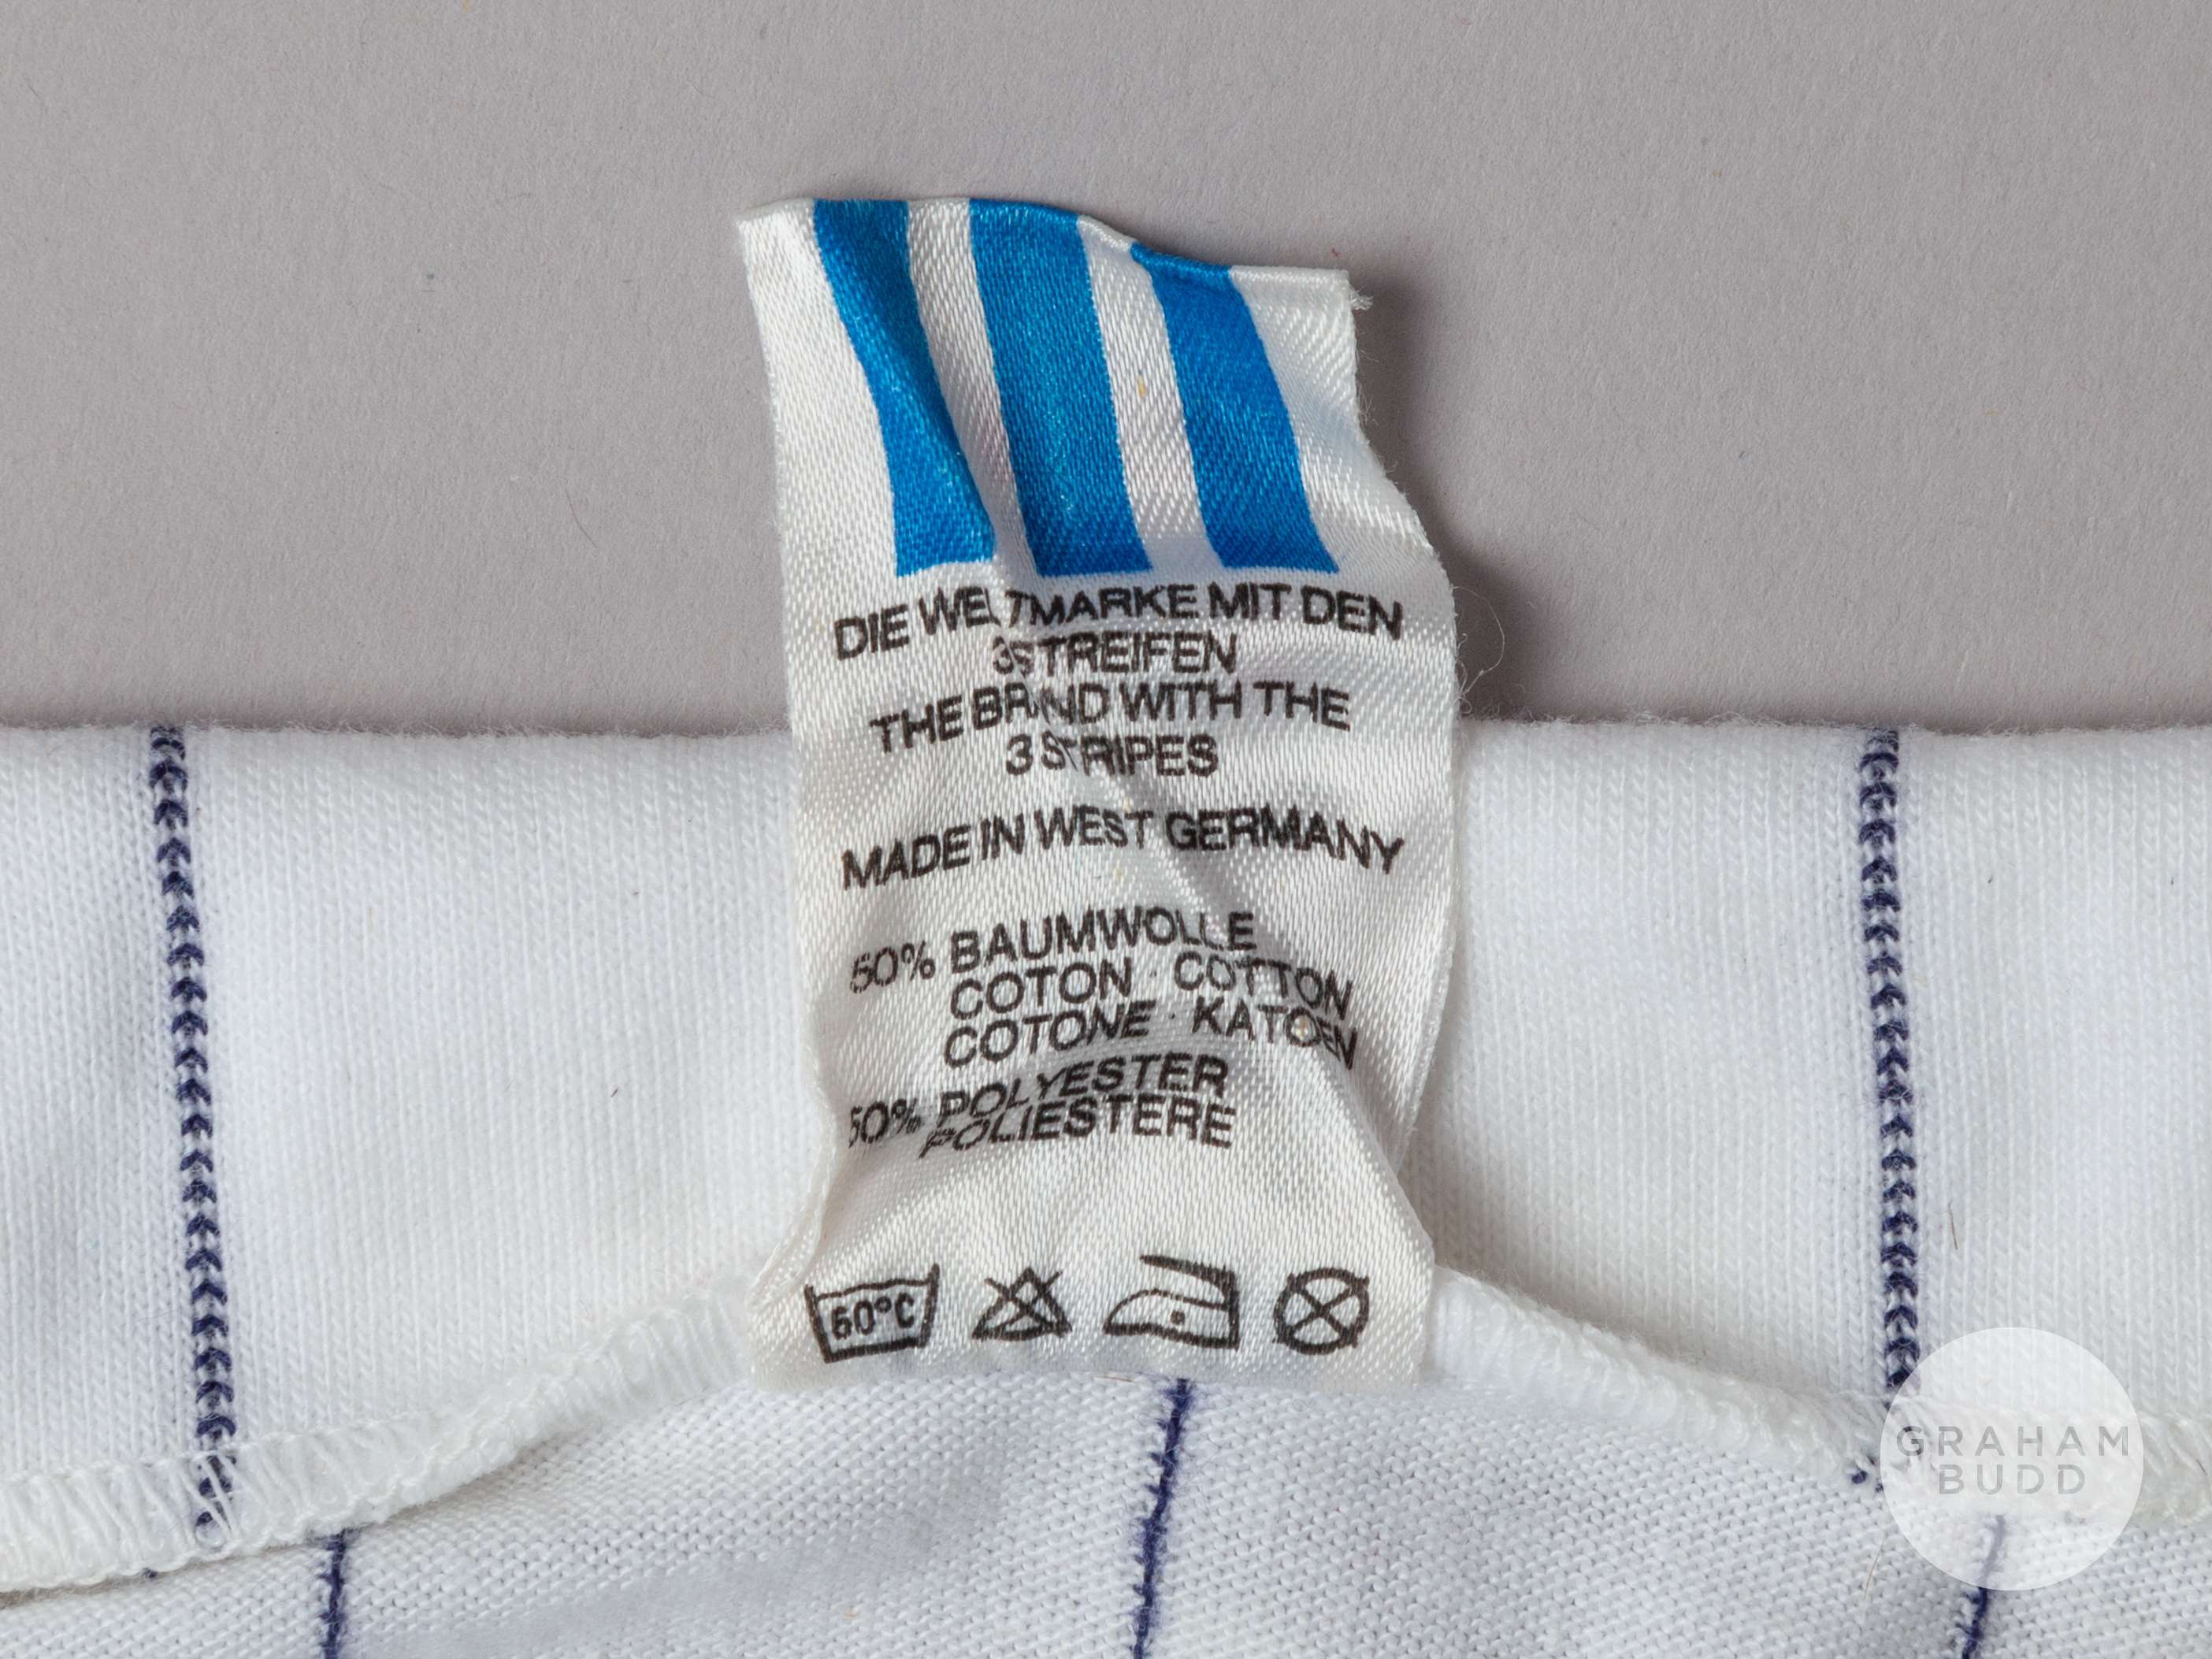 DIE WELTMARKE MIT DEN
3 STREIFEN
THE BRAND WITH THE
3 STRIPES
MADE IN WEST GERMANY
50% BAUMWOLLE
COTON · COTTON
COTONE · KATOEN
50% POLYESTER
POLIESTERE
60°C
GRAHAM
BUDD